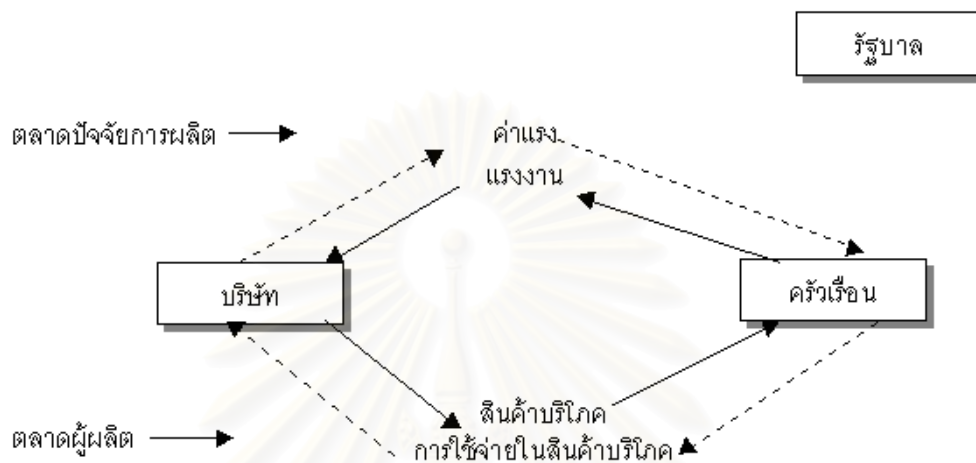 รัฐบาล
ตลาดปัจจัยการผลิต
ค่าแรง
แรงงาน
บริษัท
ครัวเรือน
สินค้าบริโภค
ตลาดผู้ผลิต
การใช้จ่ายในสินค้าบริโภค